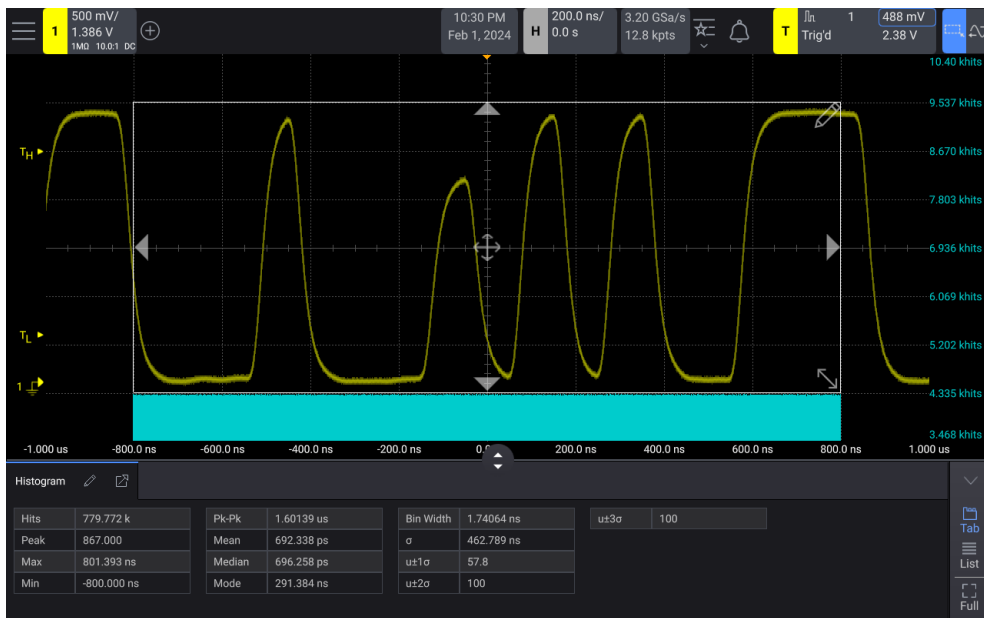 1 500 mV/ 1.386 V 1MΩ 10.0:1 DC
10:30 PM
Feb 1, 2024
H 200.0 ns/ 0.0 s
3.20 GSa/s
12.8 kpts
T 1 488 mV
Trig'd 2.38 V
10.40 khits
9.537 khits
TH 8.670 khits
7.803 khits
6.936 khits
6.069 khits
TL 5.202 khits
1 4.335 khits
3.468 khits
-1.000 us -800.0 ns -600.0 ns -400.0 ns -200.0 ns 200.0 ns 400.0 ns 600.0 ns 800.0 ns 1.000 us
Histogram
Hits 779.772 k Pk-Pk 1.60139 us Bin Width 1.74064 ns u±3σ 100
Peak 867.000 Mean 692.338 ps σ 462.789 ns
Max 801.393 ns Median 696.258 ps u±1σ 57.8
Min -800.000 ns Mode 291.384 ns u±2σ 100
Tab
List
Full